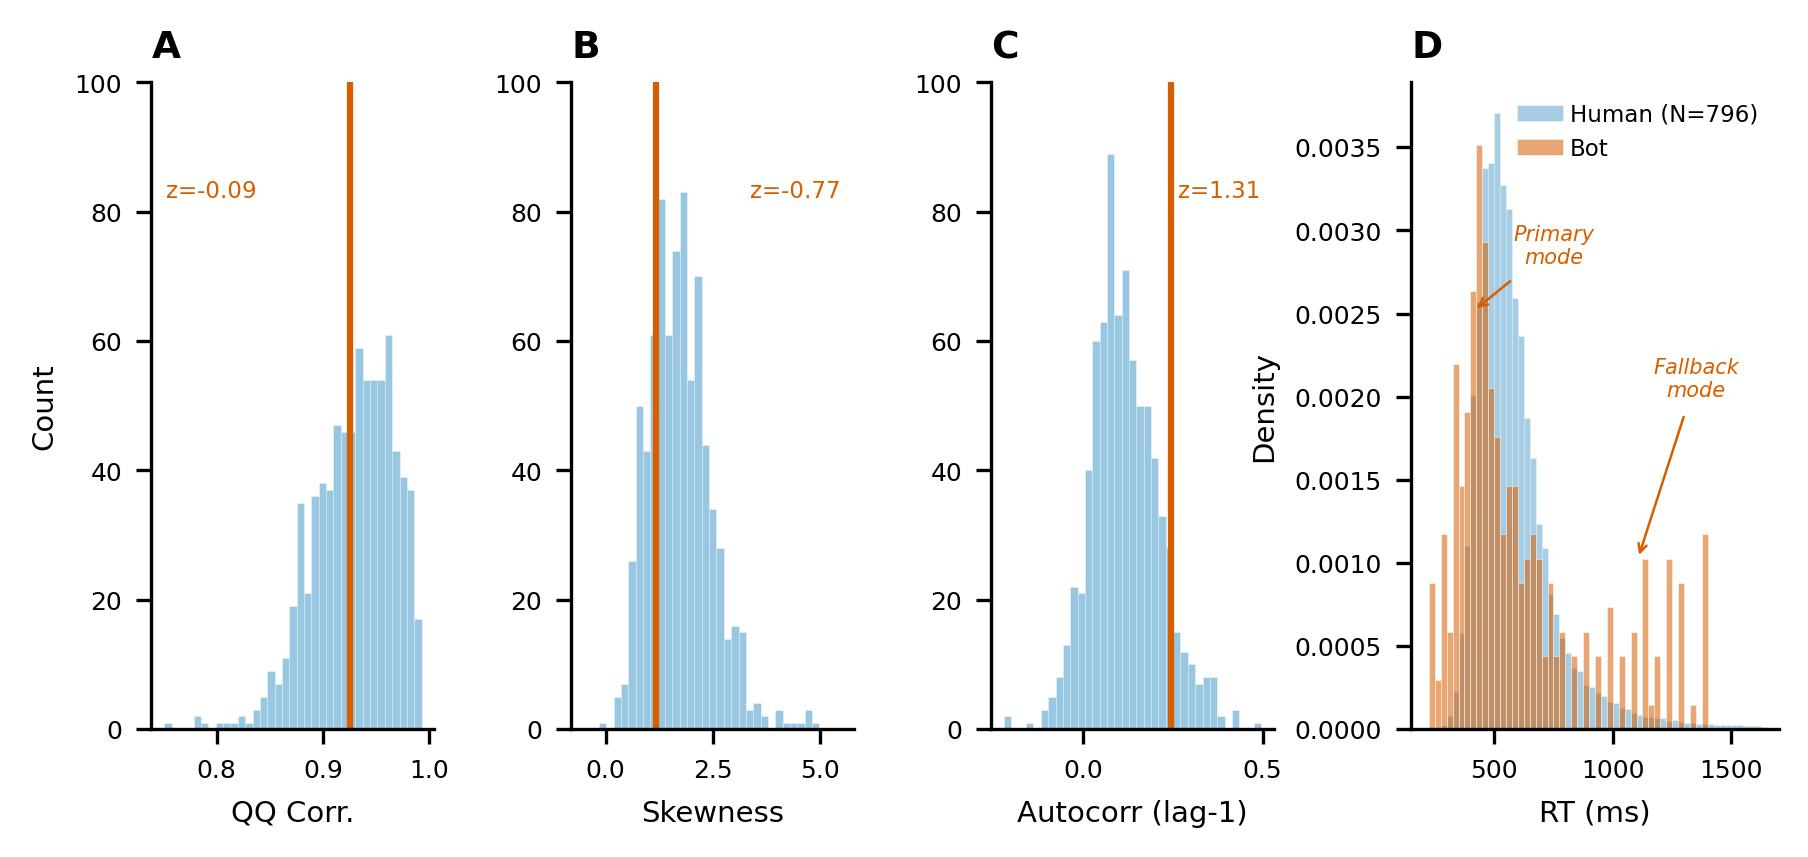 A
B
C
D
100
80
60
40
20
0
Count
z=-0.09
0.8
0.9
1.0
QQ Corr.
100
80
60
40
20
0
z=-0.77
0.0
2.5
5.0
Skewness
100
80
60
40
20
0
z=1.31
0.0
0.5
Autocorr (lag-1)
Density
0.0035
0.0030
0.0025
0.0020
0.0015
0.0010
0.0005
0.0000
Human (N=796)
Bot
Primary
mode
Fallback
mode
500
1000
1500
RT (ms)